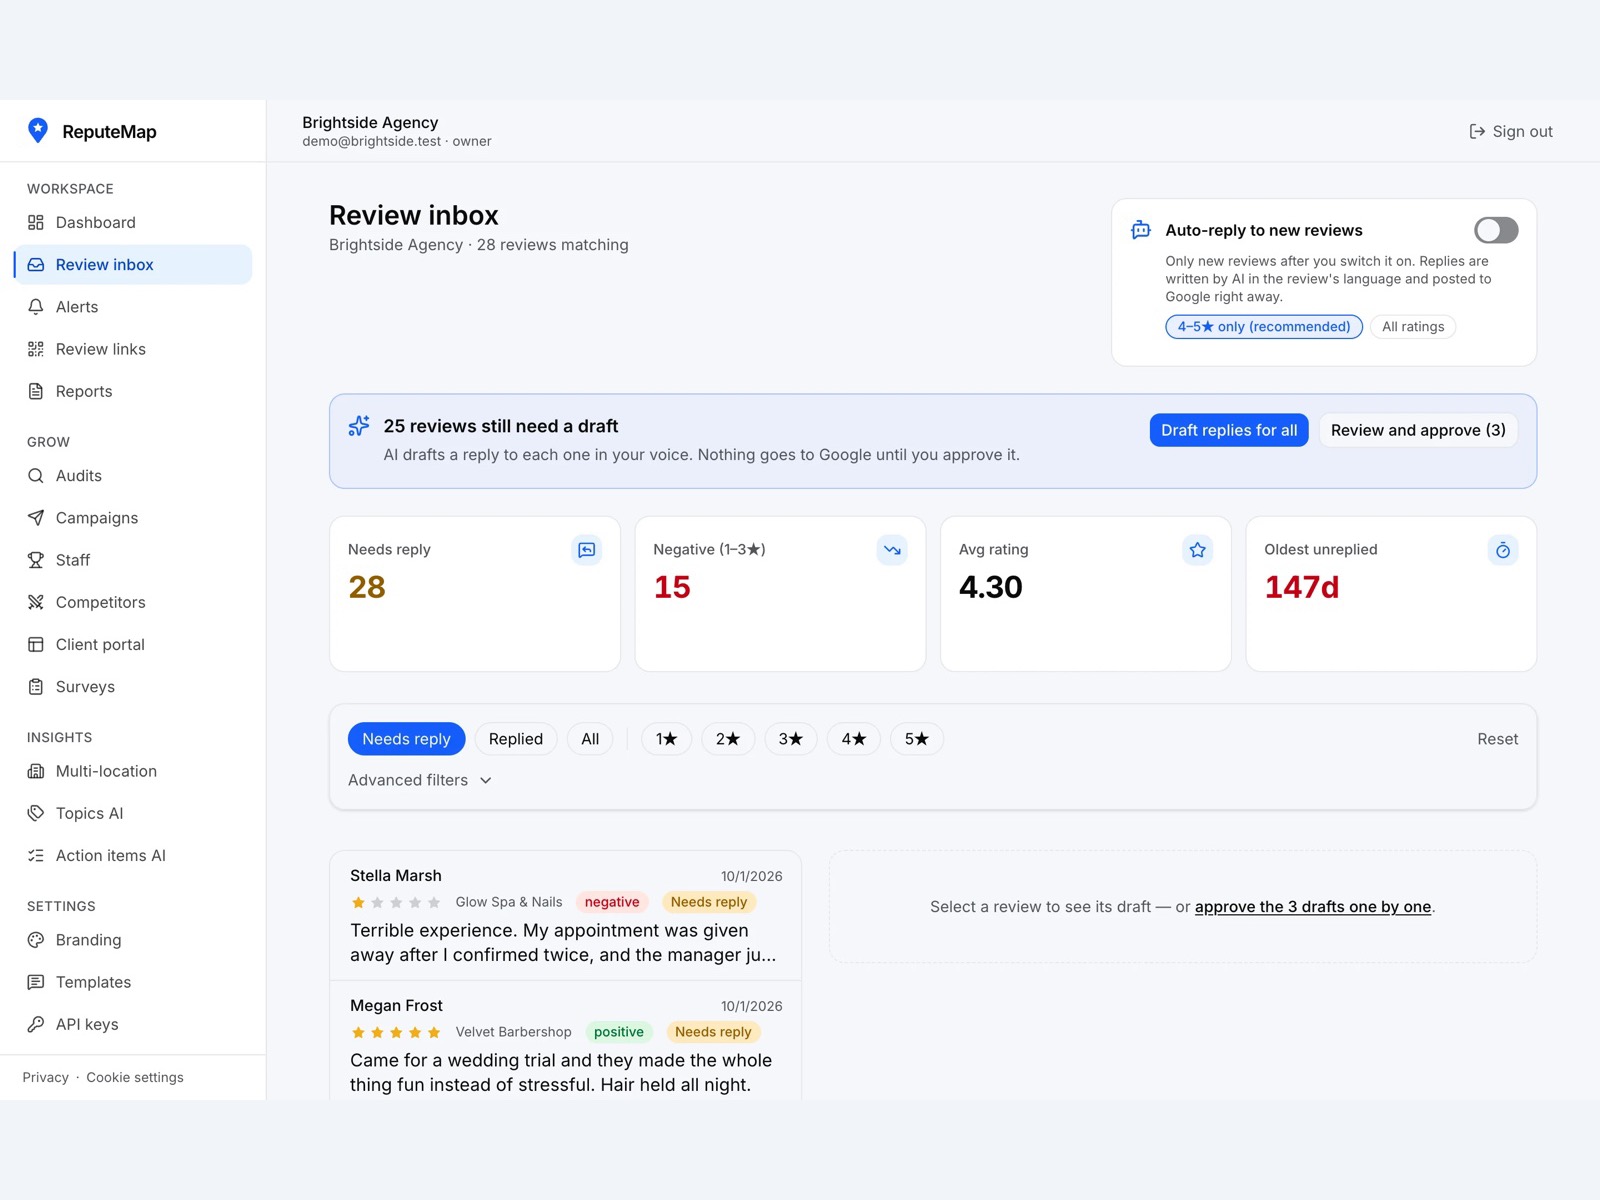 ReputeMap
Brightside Agency
demo@brightside.test · owner
Sign out
WORKSPACE
Dashboard
Review inbox
Alerts
Review links
Reports
GROW
Audits
Campaigns
Staff
Competitors
Client portal
Surveys
INSIGHTS
Multi-location
Topics AI
Action items AI
SETTINGS
Branding
Templates
API keys
Privacy · Cookie settings
Review inbox
Brightside Agency · 28 reviews matching
Auto-reply to new reviews
Only new reviews after you switch it on. Replies are
written by AI in the review's language and posted to
Google right away.
4–5★ only (recommended)
All ratings
25 reviews still need a draft
AI drafts a reply to each one in your voice. Nothing goes to Google until you approve it.
Draft replies for all
Review and approve (3)
Needs reply
28
Negative (1–3★)
15
Avg rating
4.30
Oldest unreplied
147d
Needs reply
Replied
All
1★
2★
3★
4★
5★
Reset
Advanced filters
Stella Marsh
10/1/2026
Glow Spa & Nails
negative
Needs reply
Terrible experience. My appointment was given
away after I confirmed twice, and the manager ju...
Megan Frost
10/1/2026
Velvet Barbershop
positive
Needs reply
Came for a wedding trial and they made the whole
thing fun instead of stressful. Hair held all night.
Select a review to see its draft — or approve the 3 drafts one by one.